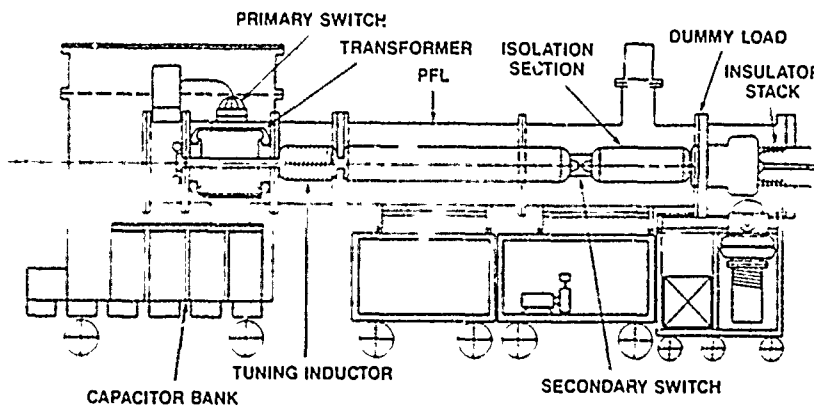 PRIMARY SWITCH
TRANSFORMER
PFL
ISOLATION
SECTION
DUMMY LOAD
INSULATOR
STACK
CAPACITOR BANK
TUNING INDUCTOR
SECONDARY SWITCH